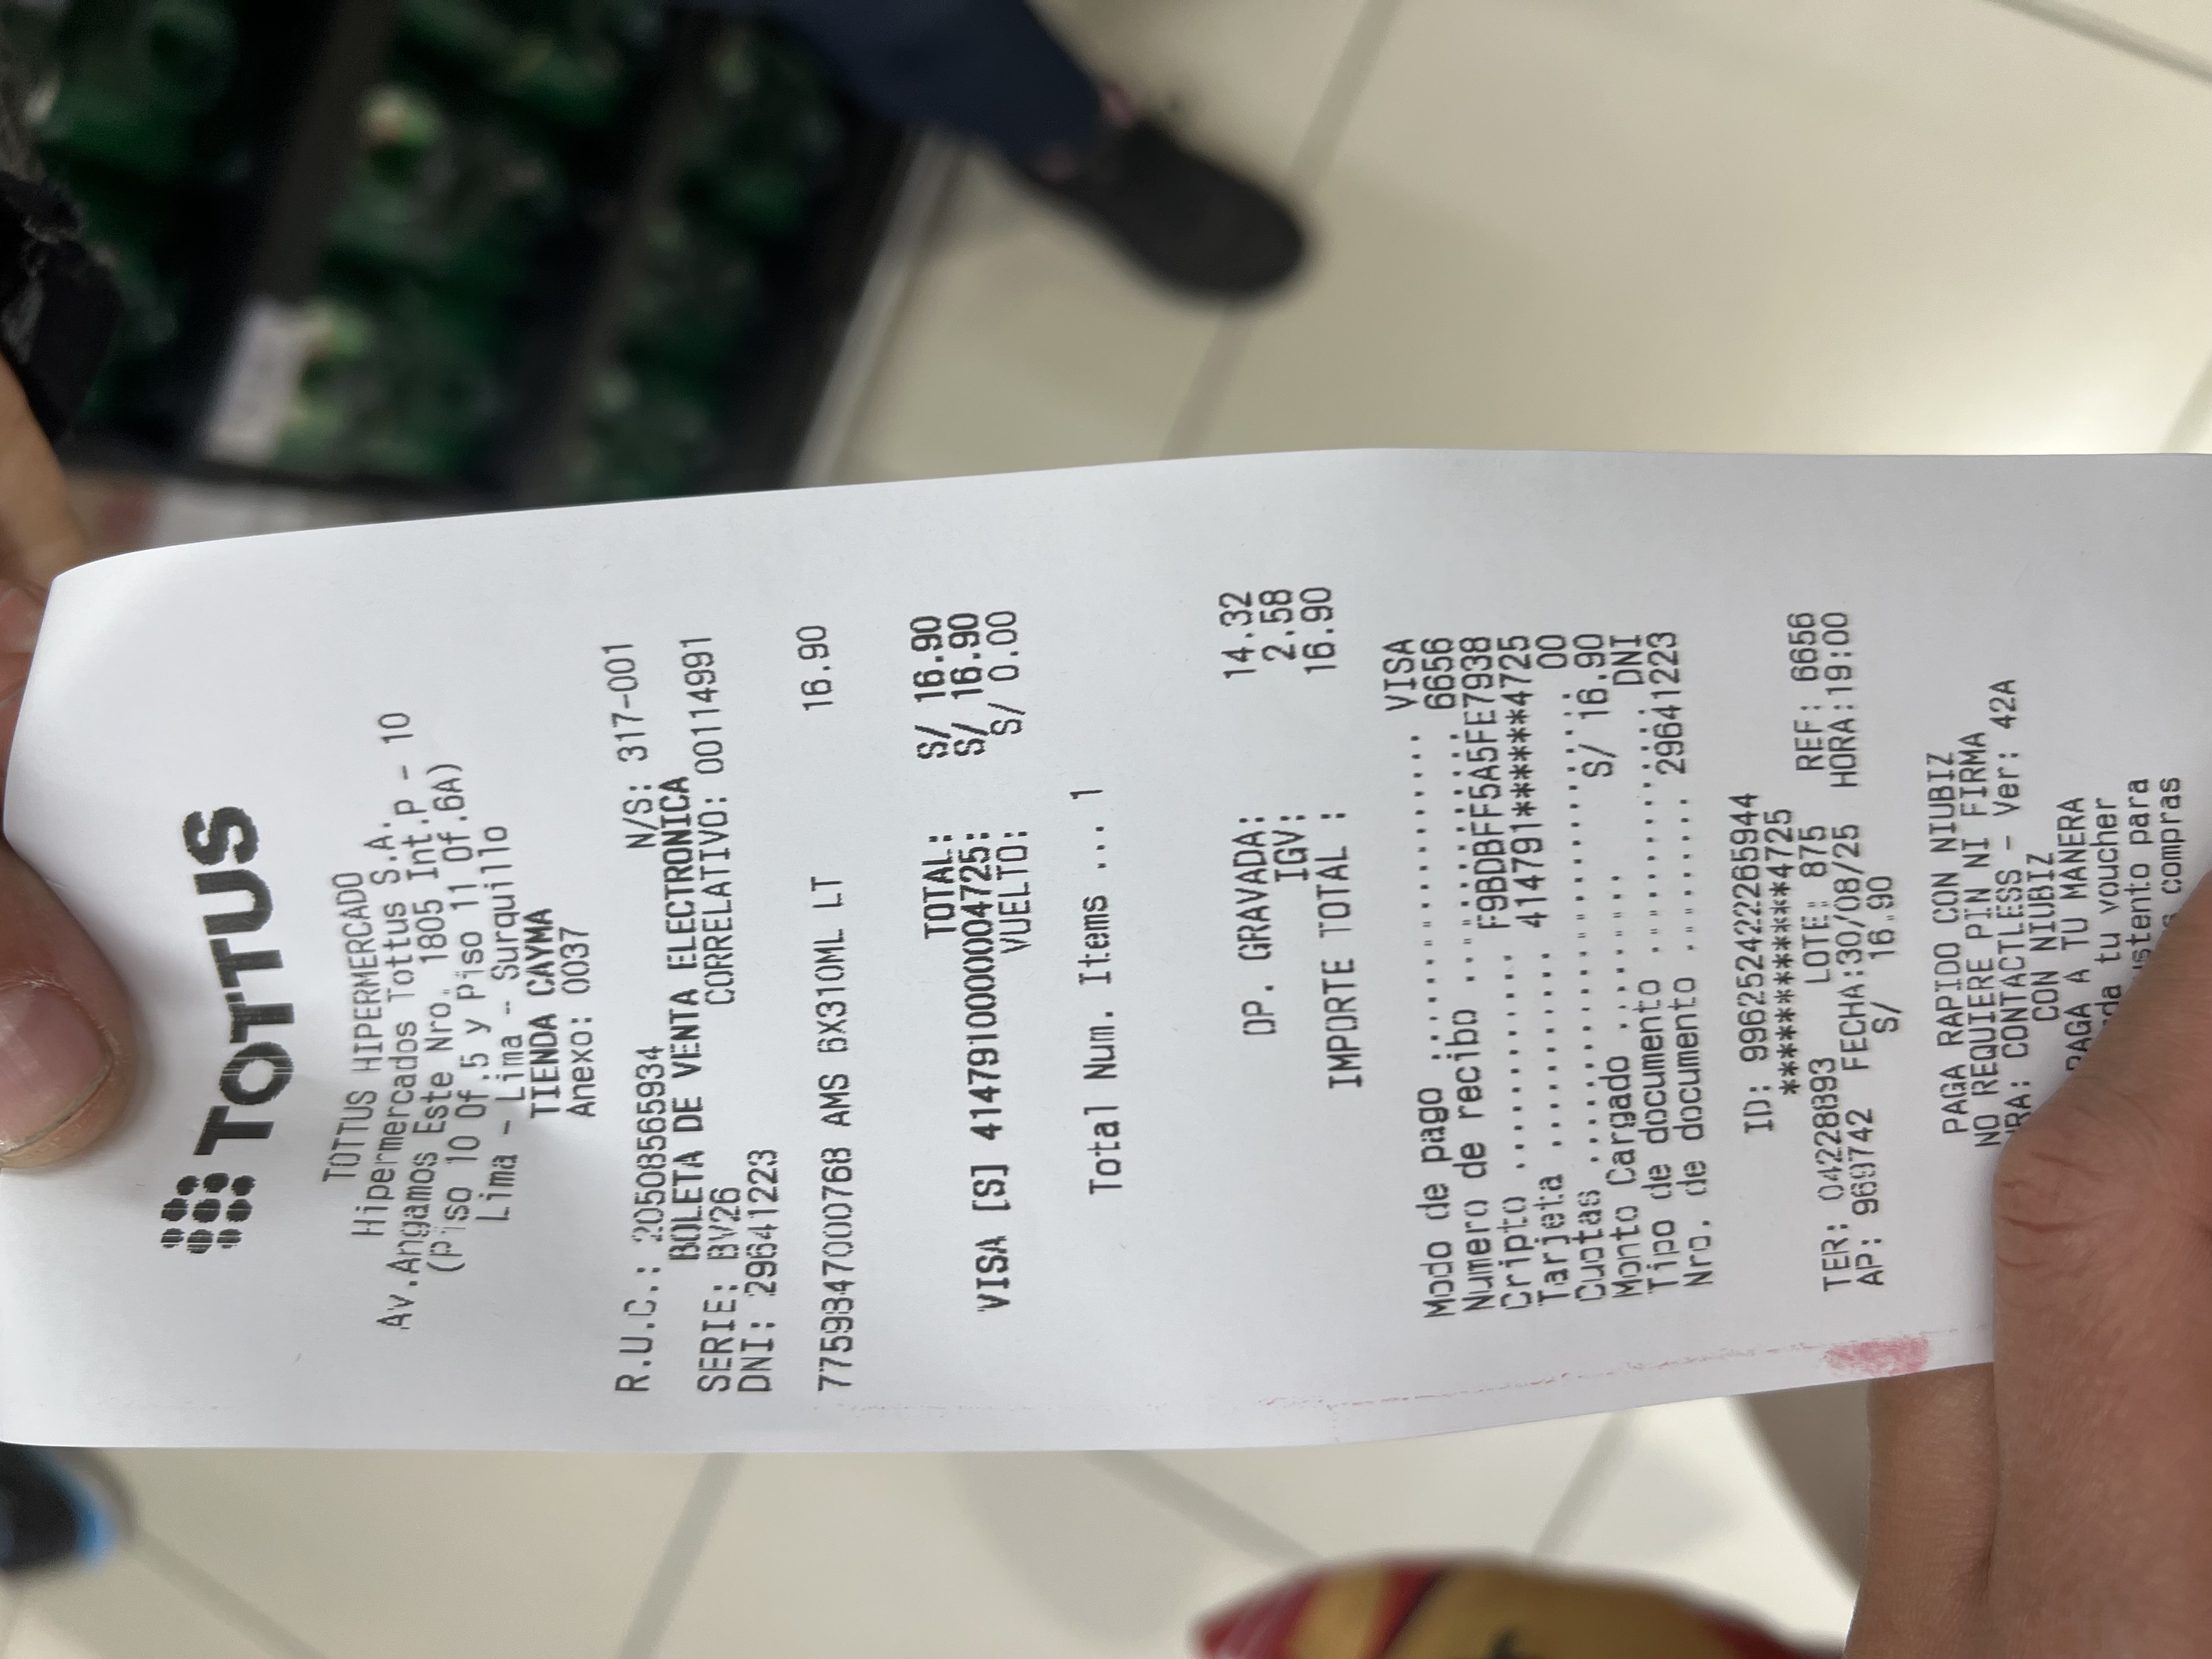 TOTTUS
TOTTUS HIPERMERCADO
Hipermercados Tottus S.A.
Av.Angamos Este Nro. 1805 Int.P - 10
(Piso 10 Of.5 y Piso 11 Of.6A)
Lima - Lima - Surquillo
TIENDA CAYMA
Anexo: 0037
R.U.C.: 20508565934 N/S: 317-001
BOLETA DE VENTA ELECTRONICA
SERIE: BV26 CORRELATIVO: 00114991
DNI: 29641223
7759847000768 AMS 6X310ML LT 16.90
TOTAL: S/ 16.90
VISA [S] 4147910000004725: S/ 16.90
VUELTO: S/ 0.00
Total Num. Items ... 1
OP. GRAVADA: 14.32
IGV: 2.58
IMPORTE TOTAL : 16.90
Modo de pago .................. VISA
Numero de recibo .............. 6656
Cripto ............ F9BDBFF5A5FE7938
Tarjeta ........... 414791******4725
Cuotas .......................... 00
Monto Cargado ......... S/ 16.90
Tipo de documento .............. DNI
Nro. de documento ......... 29641223
ID: 996252422265944
************4725
TER: 04228893 LOTE: 875 REF: 6656
AP: 969742 FECHA:30/08/25 HORA:19:00
S/ 16.90
PAGA RAPIDO CON NIUBIZ
NO REQUIERE PIN NI FIRMA
RA: CONTACTLESS - Ver: 42A
CON NIUBIZ
PAGA A TU MANERA
da tu voucher
ustento para
compras